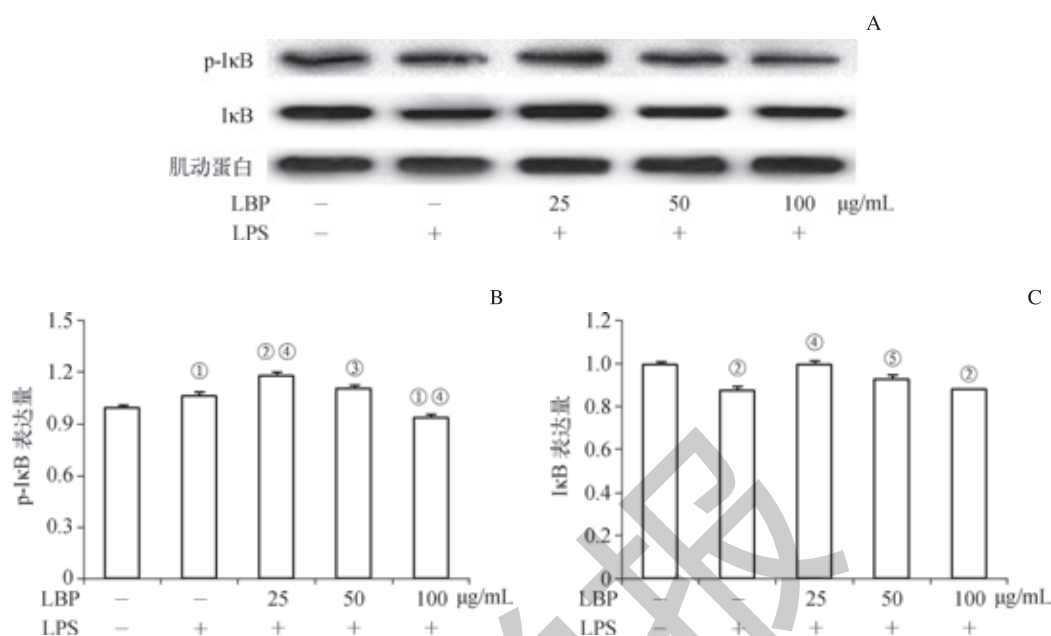 A
p-IκB
IκB
肌动蛋白
LBP − − 25 50 100 μg/mL
LPS − + + + +
B
1.5
1.2
0.9
0.6
0.3
0
p-IκB 表达量
① ②④ ③ ①④
LBP − − 25 50 100 μg/mL
LPS − + + + +
C
1.2
1.0
0.8
0.6
0.4
0.2
0
IκB 表达量
② ④ ⑤ ②
LBP − − 25 50 100 μg/mL
LPS − + + + +
报